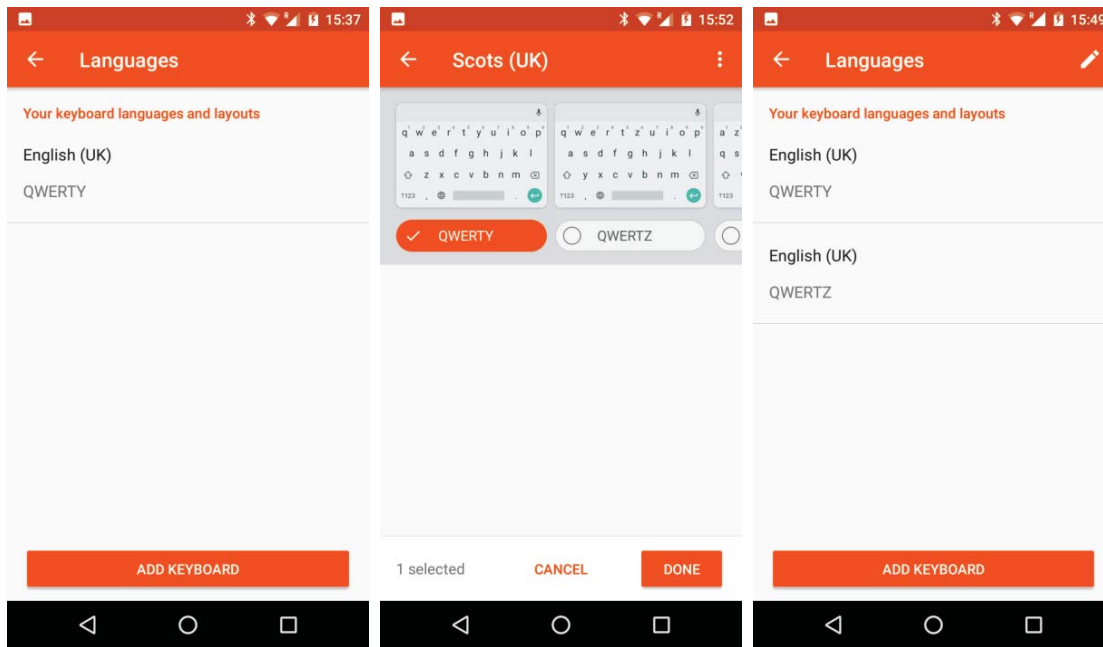 15:37
Languages
Your keyboard languages and layouts
English (UK)
QWERTY
ADD KEYBOARD
15:52
Scots (UK)
q w e r t y u i o p
a s d f g h j k l
z x c v b n m
?123 , .
q w e r t z u i o p
a s d f g h j k l
y x c v b n m
?123 , .
a z
q s
?123
QWERTY
QWERTZ
1 selected
CANCEL
DONE
15:49
Languages
Your keyboard languages and layouts
English (UK)
QWERTY
English (UK)
QWERTZ
ADD KEYBOARD